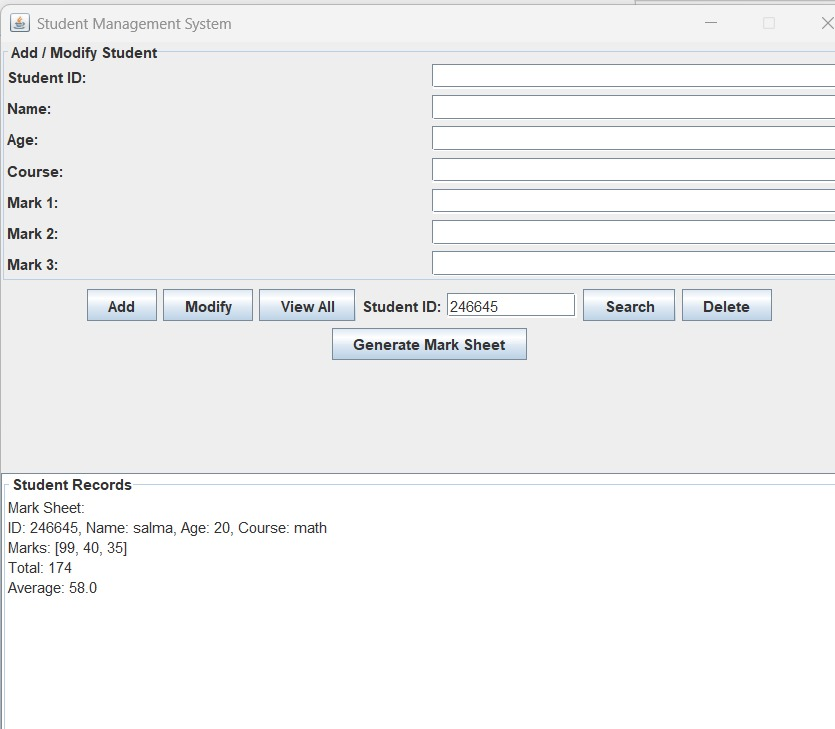 Student Management System
Add / Modify Student
Student ID:
Name:
Age:
Course:
Mark 1:
Mark 2:
Mark 3:
Add Modify View All Student ID: 246645 Search Delete
Generate Mark Sheet
Student Records
Mark Sheet:
ID: 246645, Name: salma, Age: 20, Course: math
Marks: [99, 40, 35]
Total: 174
Average: 58.0